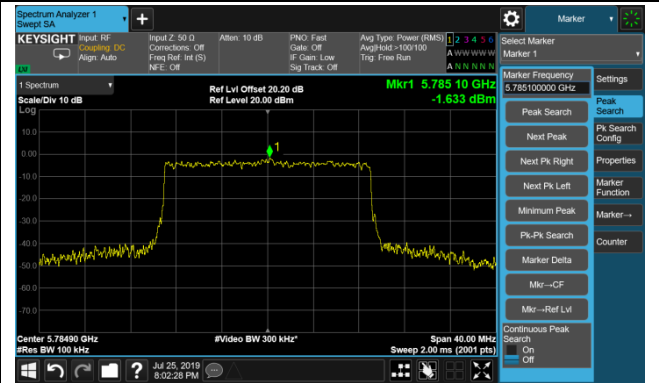 Spectrum Analyzer 1
Swept SA
+
Marker
KEYSIGHT
Input: RF
Coupling: DC
Align: Auto
Input Z: 50 Ω
Corrections: Off
Freq Ref: Int (S)
NFE: Off
Atten: 10 dB
PNO: Fast
Gate: Off
IF Gain: Low
Sig Track: Off
Avg Type: Power (RMS)
Avg|Hold:>100/100
Trig: Free Run
1 2 3 4 5 6
A W W W W W
A N N N N N
Select Marker
Marker 1
1 Spectrum
Scale/Div 10 dB
Log
Ref Lvl Offset 20.20 dB
Ref Level 20.00 dBm
Mkr1 5.785 10 GHz
-1.633 dBm
10.0
0.00
-10.0
-20.0
-30.0
-40.0
-50.0
-60.0
-70.0
1
Center 5.78490 GHz
#Res BW 100 kHz
#Video BW 300 kHz*
Span 40.00 MHz
Sweep 2.00 ms (2001 pts)
Marker Frequency
5.785100000 GHz
Peak Search
Next Peak
Next Pk Right
Next Pk Left
Minimum Peak
Pk-Pk Search
Marker Delta
Mkr→CF
Mkr→Ref Lvl
Continuous Peak
Search
On
Off
Settings
Peak
Search
Pk Search
Config
Properties
Marker
Function
Marker→
Counter
?
Jul 25, 2019
8:02:28 PM